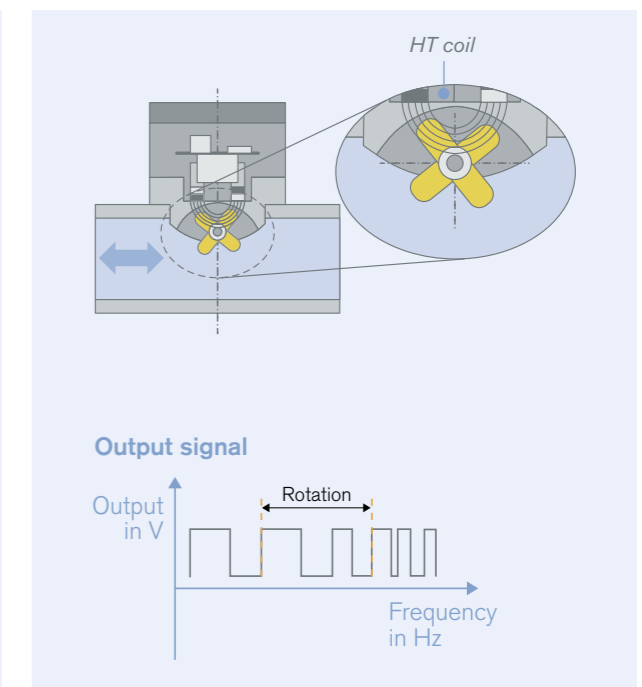 HT coil
Output signal
Output
in V
Rotation
Frequency
in Hz